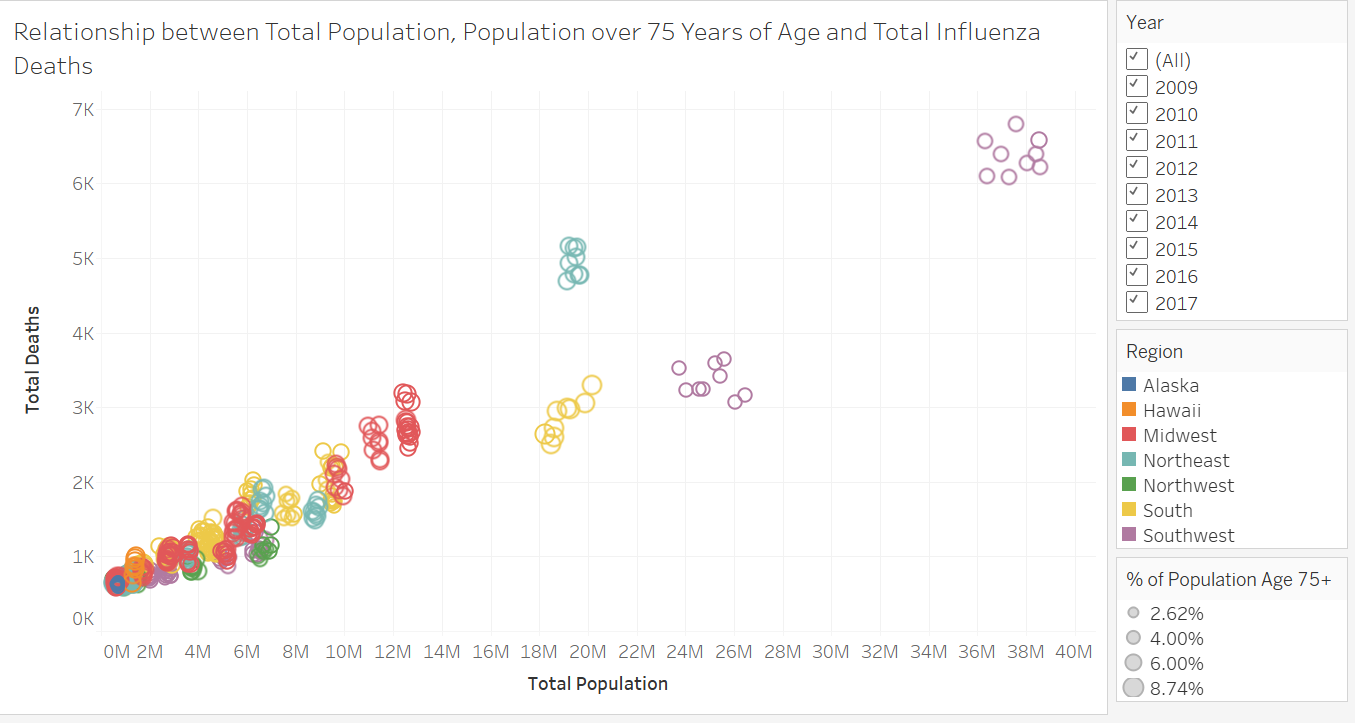 Relationship between Total Population, Population over 75 Years of Age and Total Influenza
Deaths
7K
6K
5K
4K
3K
2K
1K
0K
Total Deaths
0M 2M 4M 6M 8M 10M 12M 14M 16M 18M 20M 22M 24M 26M 28M 30M 32M 34M 36M 38M 40M
Total Population
Year
(All)
2009
2010
2011
2012
2013
2014
2015
2016
2017
Region
Alaska
Hawaii
Midwest
Northeast
Northwest
South
Southwest
% of Population Age 75+
2.62%
4.00%
6.00%
8.74%